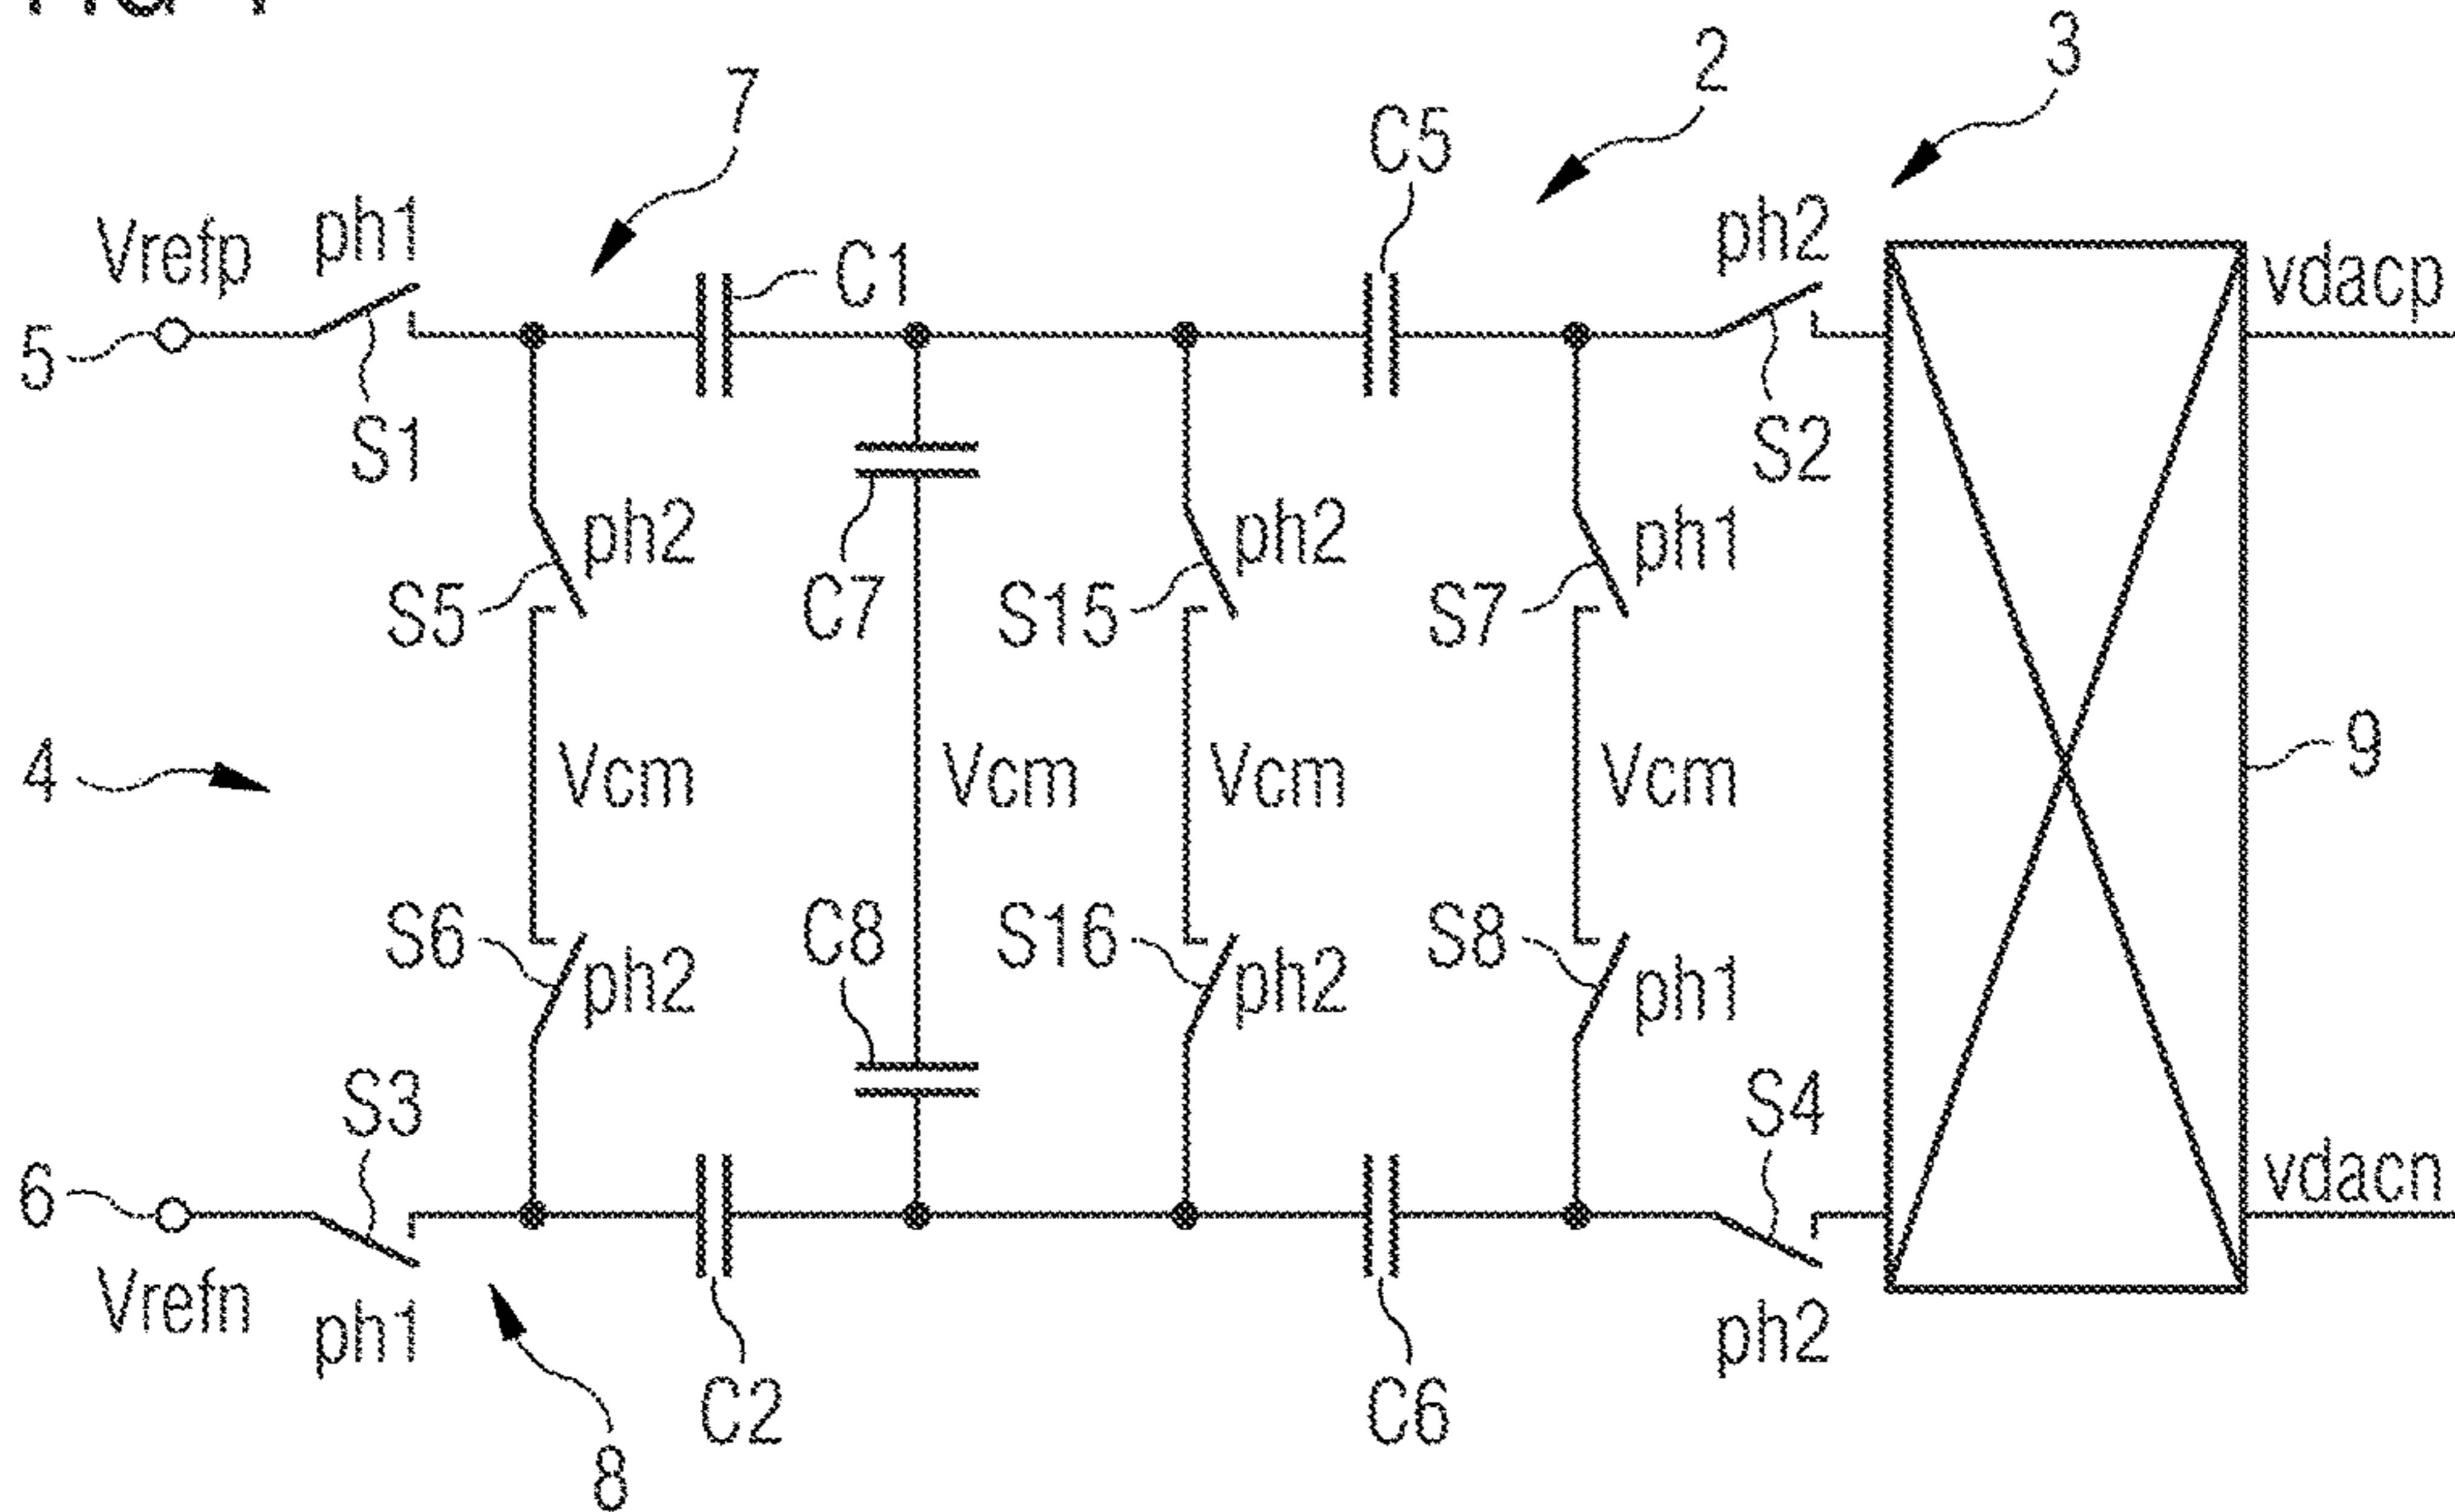 7
2
3
C5
Vrefp ph1 C1 ph2 vdacp
5
S1 S2
ph2 ph2 ph1
S5 C7 S15 S7
4 Vcm Vcm Vcm Vcm 9
S6 ph2 C8 S16 ph2 S8 ph1
S3 S4
6 vdacn
Vrefn ph1 ph2
C2 C6
8